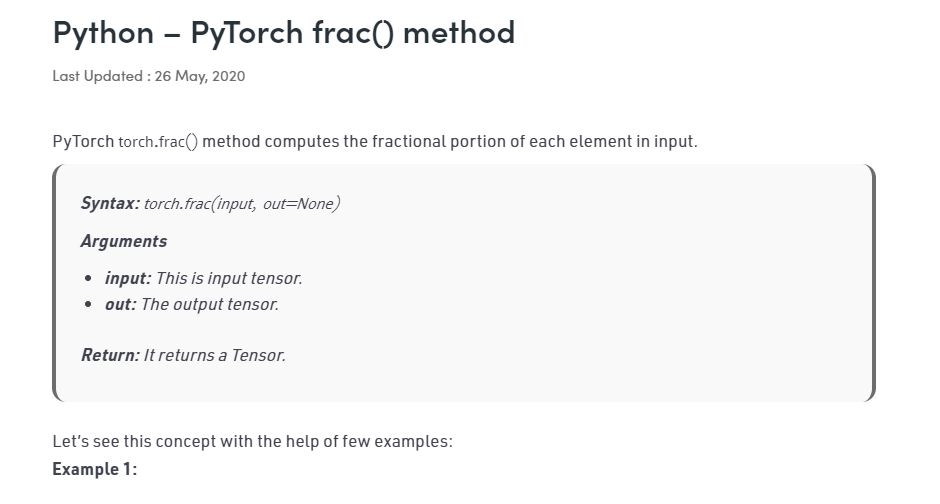 Python – PyTorch frac() method
Last Updated : 26 May, 2020
PyTorch torch.frac() method computes the fractional portion of each element in input.
Syntax: torch.frac(input, out=None)
Arguments
• input: This is input tensor.
• out: The output tensor.
Return: It returns a Tensor.
Let's see this concept with the help of few examples:
Example 1: